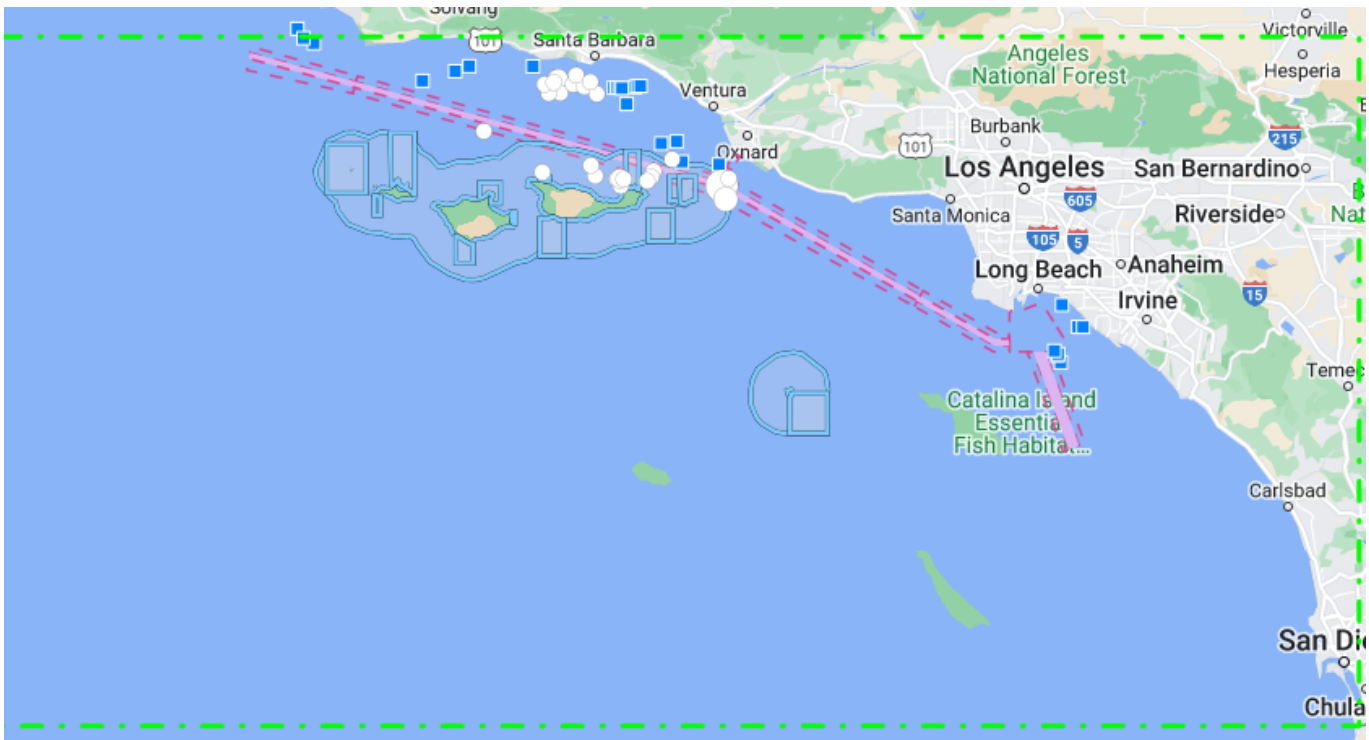 Solvang
101
Santa Barbara
Victorville
Angeles
National Forest
Hesperia
Ventura
Burbank
Oxnard
101
215
Los Angeles
San Bernardino
605
Santa Monica
Riverside
Nat
105
5
Long Beach
Anaheim
15
Irvine
Temec
Catalina Island
Essential
Fish Habitat...
Carlsbad
San Die
Chula